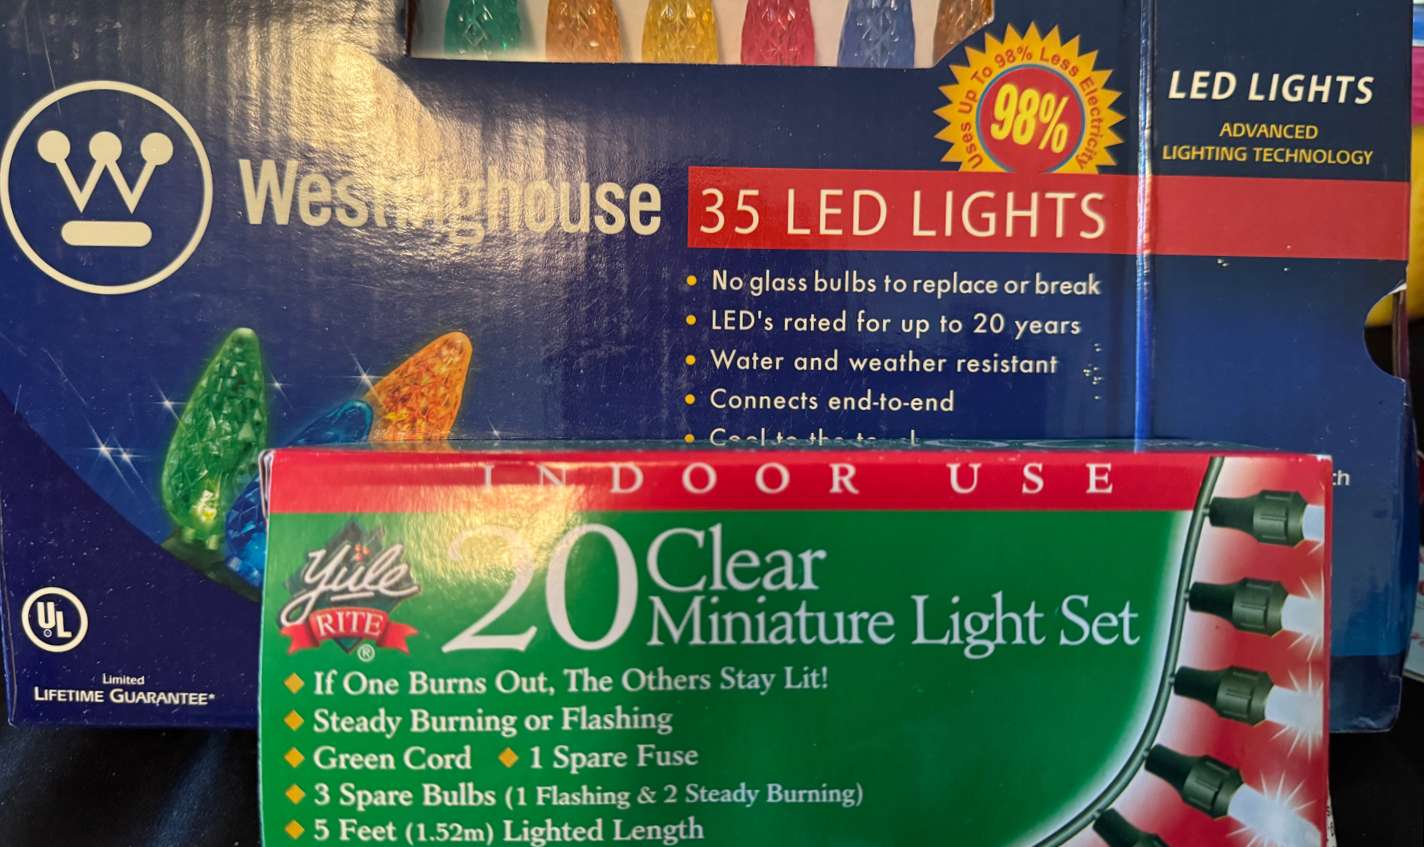 Uses Up To 98% Less Electricity
98%
LED LIGHTS
ADVANCED
LIGHTING TECHNOLOGY
W
Westinghouse
35 LED LIGHTS
• No glass bulbs to replace or break
• LED's rated for up to 20 years
• Water and weather resistant
• Connects end-to-end
UL
Limited
LIFETIME GUARANTEE*
INDOOR USE
Yule
RITE®
20 Clear
Miniature Light Set
◆ If One Burns Out, The Others Stay Lit!
◆ Steady Burning or Flashing
◆ Green Cord ◆ 1 Spare Fuse
◆ 3 Spare Bulbs (1 Flashing & 2 Steady Burning)
◆ 5 Feet (1.52m) Lighted Length